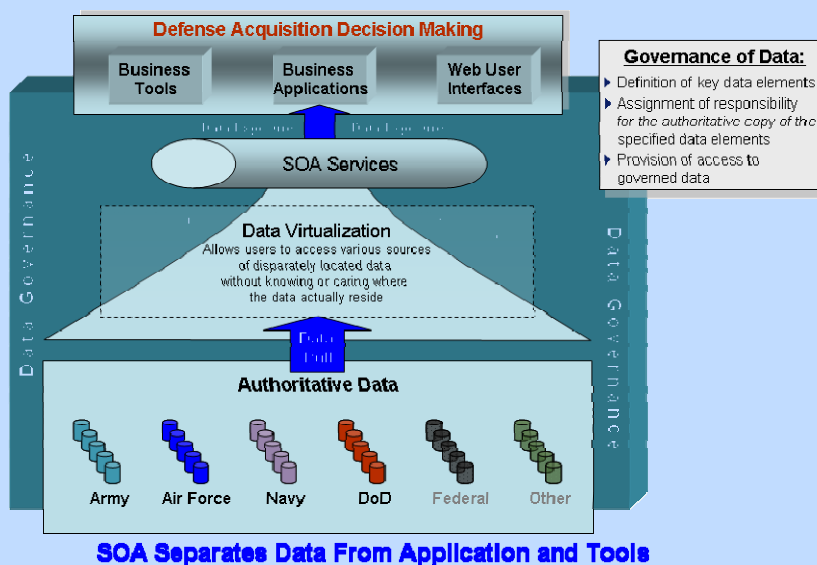 Defense Acquisition Decision Making
Business
Tools
Business
Applications
Web User
Interfaces
Governance of Data:
Definition of key data elements
Assignment of responsibility
for the authoritative copy of the
specified data elements
Provision of access to
governed data
SOA Services
Data Virtualization
Allows users to access various sources
of disparately located data
without knowing or caring where
the data actually reside
Data Governance
Data Governance
Data
Pull
Authoritative Data
Army
Air Force
Navy
DoD
Federal
Other
SOA Separates Data From Application and Tools